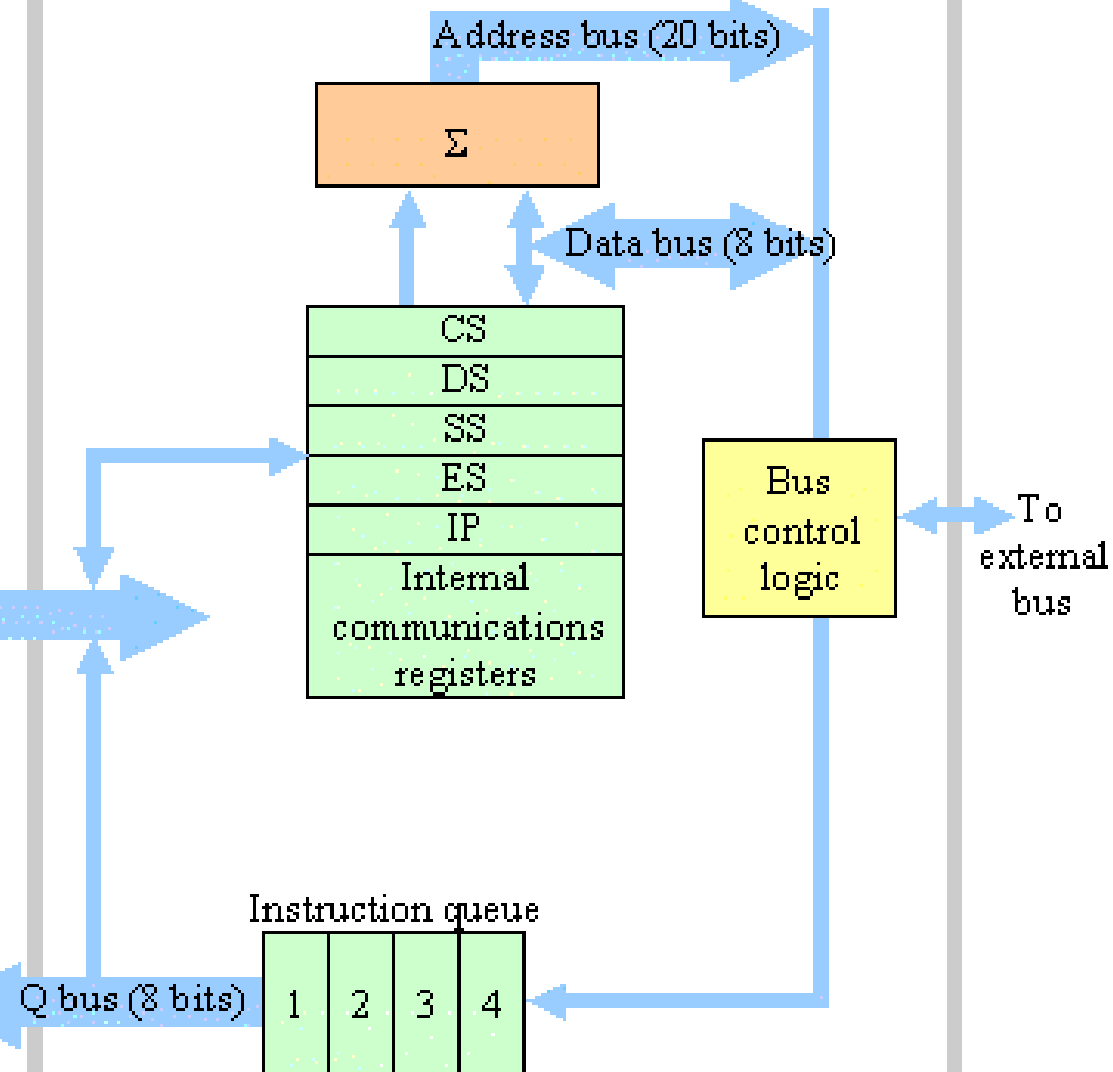 Address bus (20 bits)
Σ
Data bus (8 bits)
CS
DS
SS
ES
IP
Internal
communications
registers
Bus
control
logic
To
external
bus
Instruction queue
Q bus (8 bits)
1 2 3 4